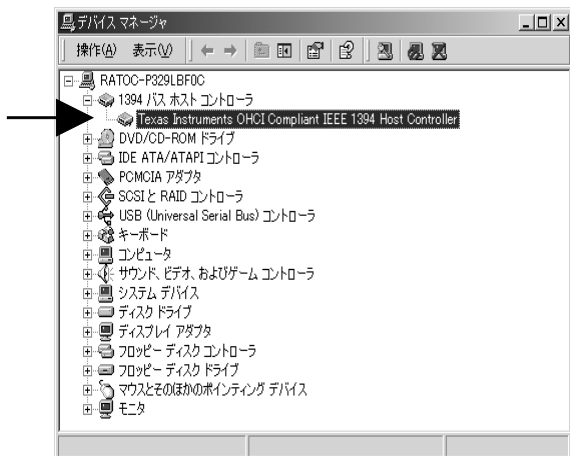 デバイス マネージャ
操作(A) 表示(V)
RATOC-P329LBF0C
1394 バス ホスト コントローラ
Texas Instruments OHCI Compliant IEEE 1394 Host Controller
DVD/CD-ROM ドライブ
IDE ATA/ATAPI コントローラ
PCMCIA アダプタ
SCSI と RAID コントローラ
USB (Universal Serial Bus) コントローラ
キーボード
コンピュータ
サウンド、ビデオ、およびゲーム コントローラ
システム デバイス
ディスク ドライブ
ディスプレイ アダプタ
フロッピー ディスク コントローラ
フロッピー ディスク ドライブ
マウスとそのほかのポインティング デバイス
モニタ